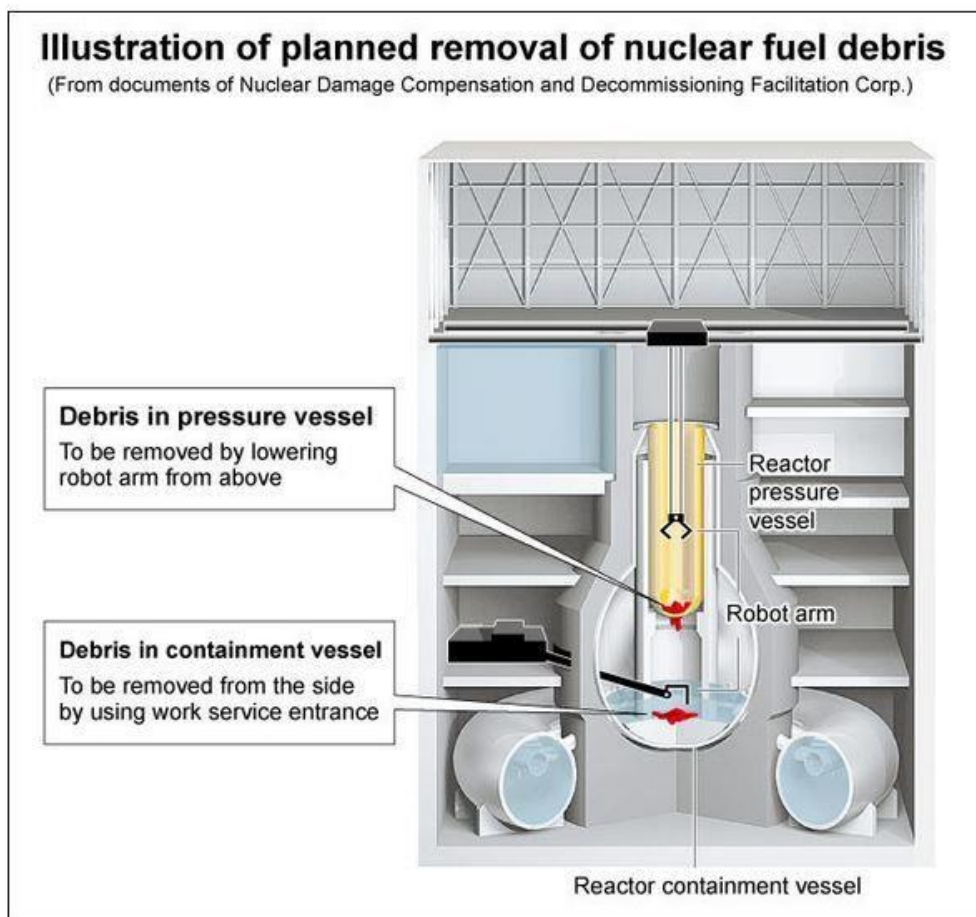 Illustration of planned removal of nuclear fuel debris
(From documents of Nuclear Damage Compensation and Decommissioning Facilitation Corp.)
Debris in pressure vessel
To be removed by lowering
robot arm from above
Reactor
pressure
vessel
Robot arm
Debris in containment vessel
To be removed from the side
by using work service entrance
Reactor containment vessel